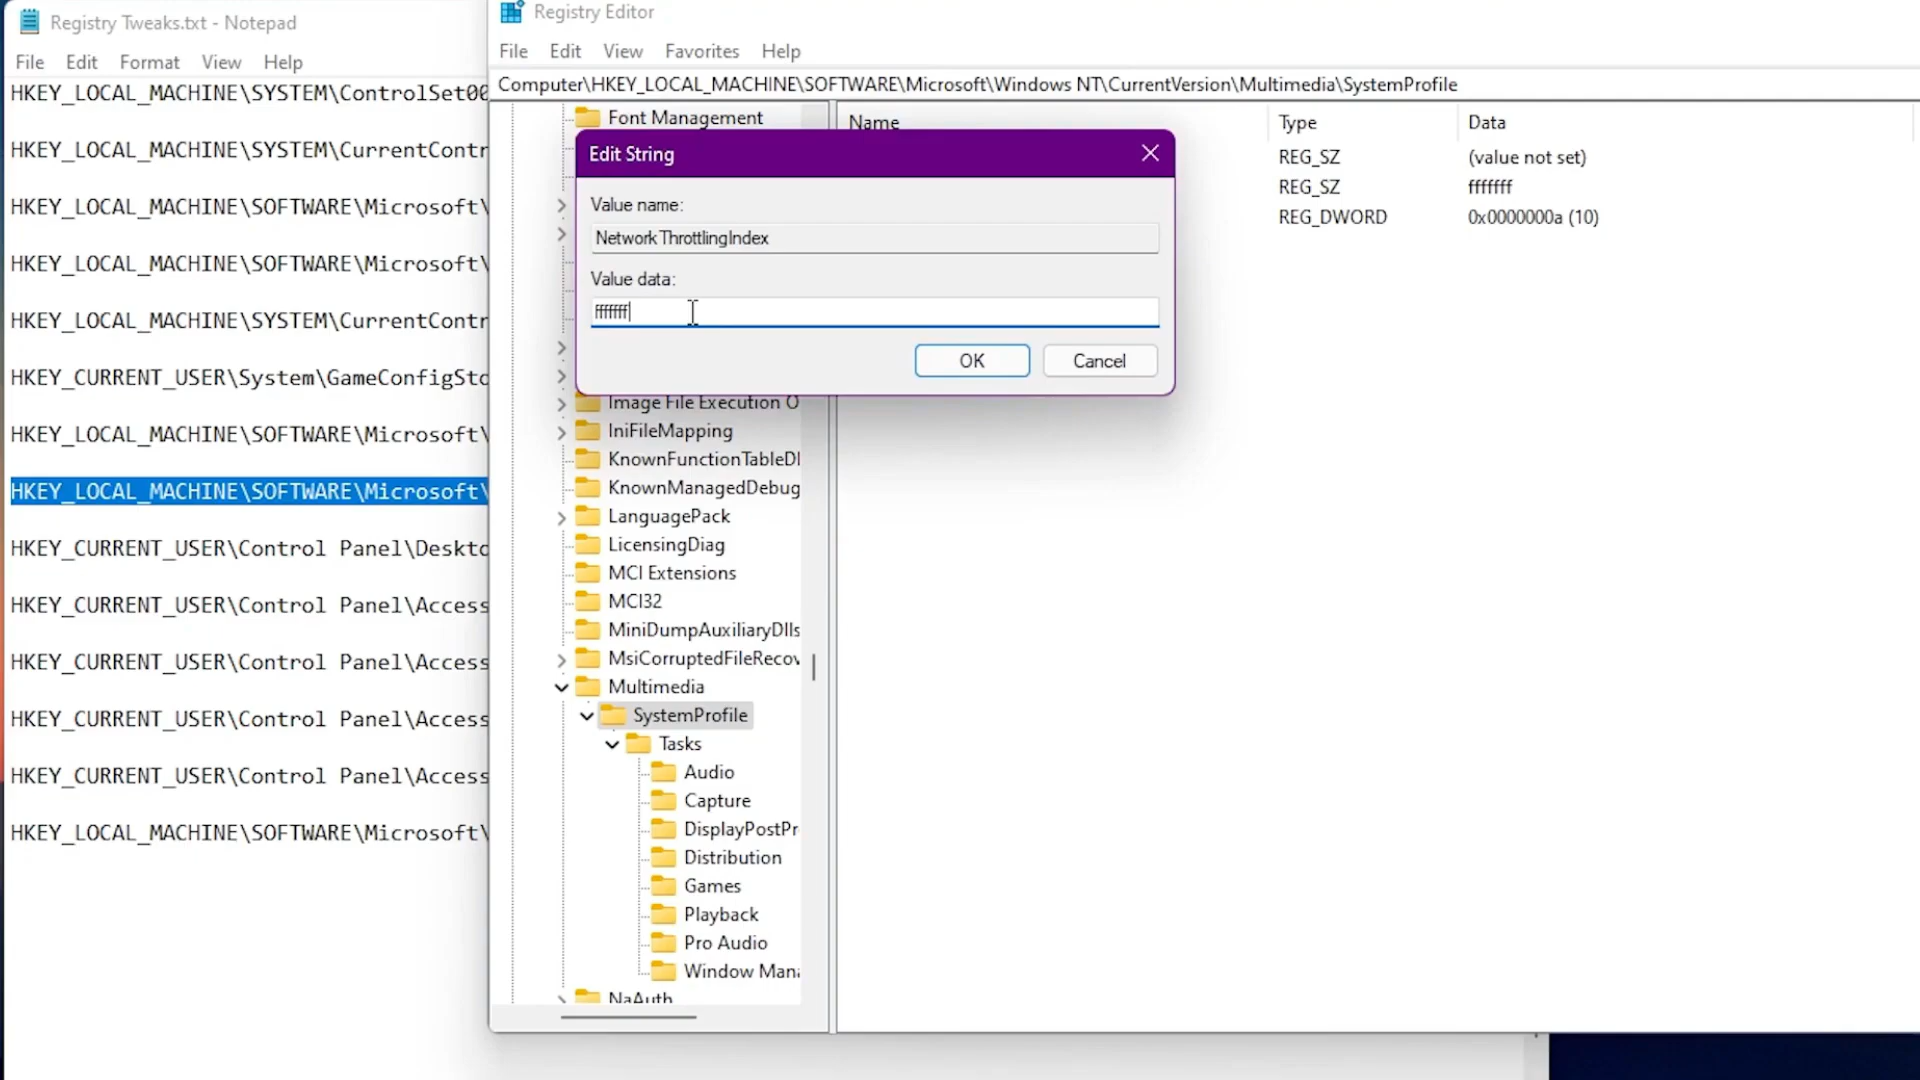 Registry Tweaks.txt - Notepad
File Edit Format View Help
HKEY_LOCAL_MACHINE\SYSTEM\ControlSet00
HKEY_LOCAL_MACHINE\SYSTEM\CurrentContr
HKEY_LOCAL_MACHINE\SOFTWARE\Microsoft\
HKEY_LOCAL_MACHINE\SOFTWARE\Microsoft\
HKEY_LOCAL_MACHINE\SYSTEM\CurrentContr
HKEY_CURRENT_USER\System\GameConfigSto
HKEY_LOCAL_MACHINE\SOFTWARE\Microsoft\
HKEY_LOCAL_MACHINE\SOFTWARE\Microsoft\
HKEY_CURRENT_USER\Control Panel\Deskto
HKEY_CURRENT_USER\Control Panel\Access
HKEY_CURRENT_USER\Control Panel\Access
HKEY_CURRENT_USER\Control Panel\Access
HKEY_CURRENT_USER\Control Panel\Access
HKEY_LOCAL_MACHINE\SOFTWARE\Microsoft\
Registry Editor
File Edit View Favorites Help
Computer\HKEY_LOCAL_MACHINE\SOFTWARE\Microsoft\Windows NT\CurrentVersion\Multimedia\SystemProfile
Font Management
Image File Execution O
IniFileMapping
KnownFunctionTableDl
KnownManagedDebug
LanguagePack
LicensingDiag
MCI Extensions
MCI32
MiniDumpAuxiliaryDlls
MsiCorruptedFileRecov
Multimedia
SystemProfile
Tasks
Audio
Capture
DisplayPostPr
Distribution
Games
Playback
Pro Audio
Window Mana
NaAuth
Name Type Data
REG_SZ (value not set)
REG_SZ fffffff
REG_DWORD 0x0000000a (10)
Edit String
Value name:
NetworkThrottlingIndex
Value data:
fffffff
OK Cancel